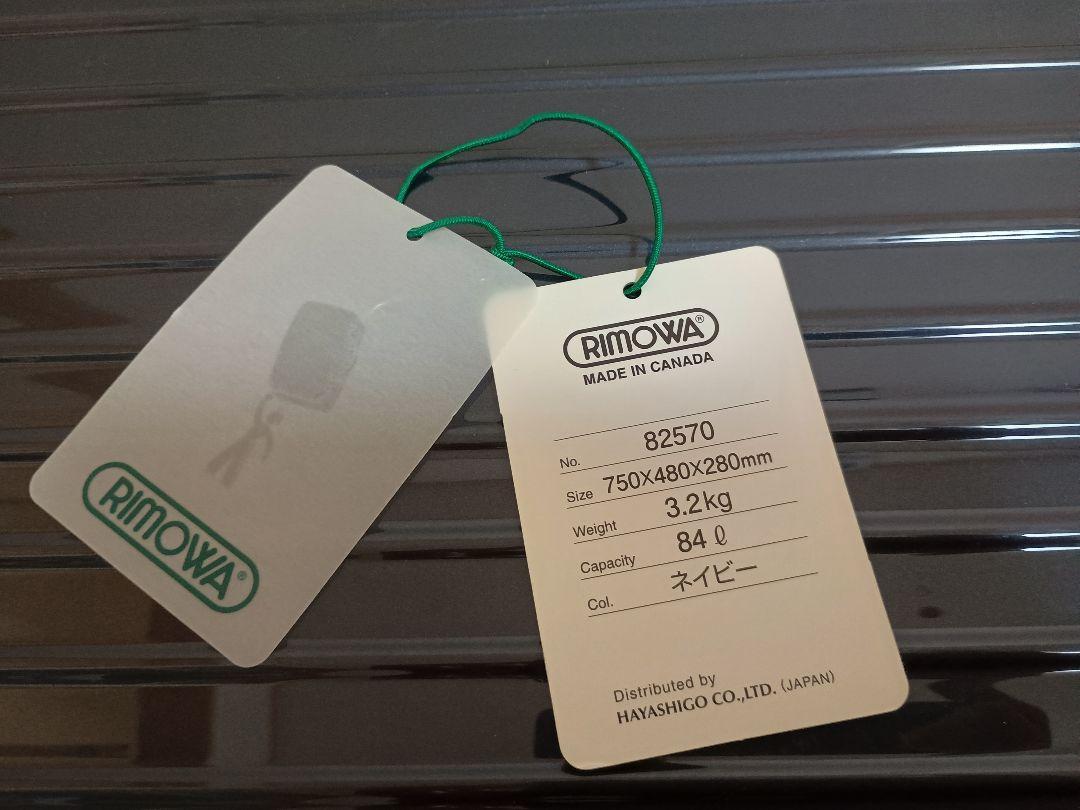 RIMOWA®
RIMOWA®
MADE IN CANADA
No. 82570
Size 750X480X280mm
Weight 3.2kg
Capacity 84 ℓ
Col. ネイビー
Distributed by
HAYASHIGO CO.,LTD. (JAPAN)